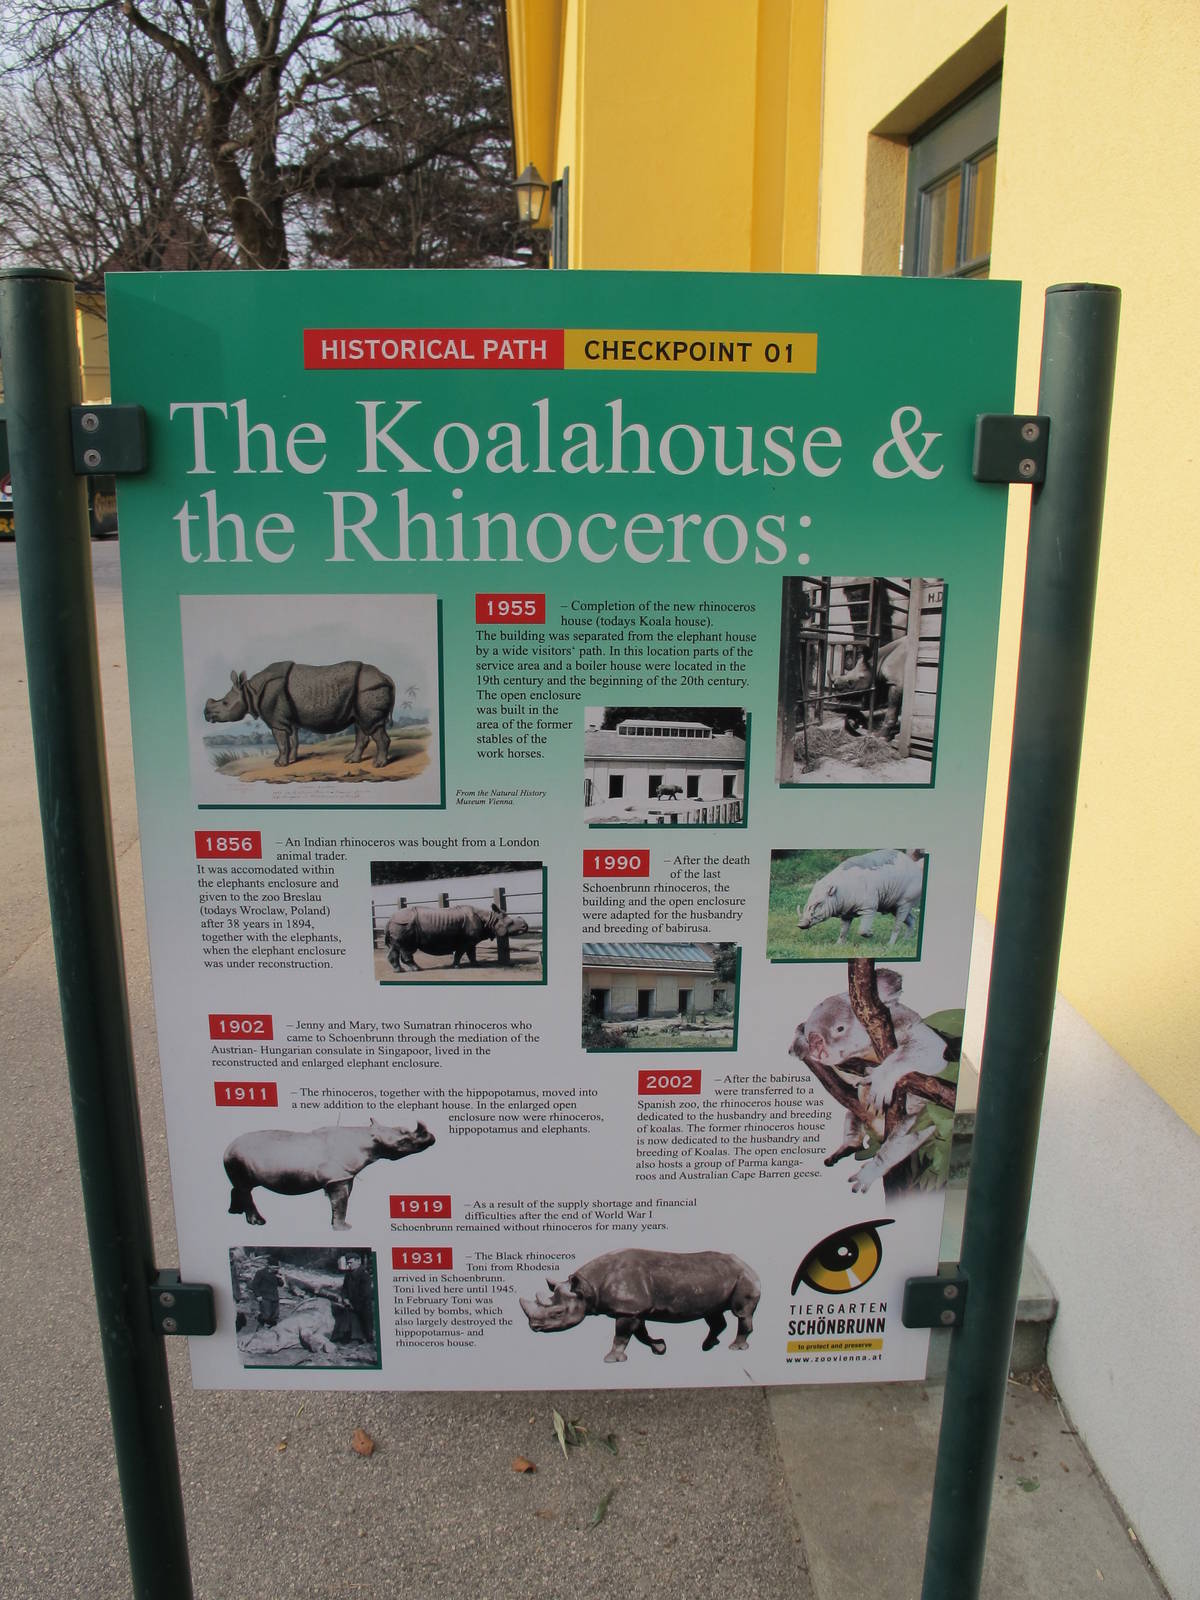 HISTORICAL PATH CHECKPOINT 01
The Koalahouse &
the Rhinoceros:
From the Natural History
Museum Vienna.
1856 – An Indian rhinoceros was bought from a London
animal trader.
It was accomodated within
the elephants enclosure and
given to the zoo Breslau
(todays Wroclaw, Poland)
after 38 years in 1894,
together with the elephants,
when the elephant enclosure
was under reconstruction.
1902 – Jenny and Mary, two Sumatran rhinoceros who
came to Schoenbrunn through the mediation of the
Austrian- Hungarian consulate in Singapoor, lived in the
reconstructed and enlarged elephant enclosure.
1911 – The rhinoceros, together with the hippopotamus, moved into
a new addition to the elephant house. In the enlarged open
enclosure now were rhinoceros,
hippopotamus and elephants.
1919 – As a result of the supply shortage and financial
difficulties after the end of World War I
Schoenbrunn remained without rhinoceros for many years.
1931 – The Black rhinoceros
Toni from Rhodesia
arrived in Schoenbrunn.
Toni lived here until 1945.
In February Toni was
killed by bombs, which
also largely destroyed the
hippopotamus- and
rhinoceros house.
1955 – Completion of the new rhinoceros
house (todays Koala house).
The building was separated from the elephant house
by a wide visitors‘ path. In this location parts of the
service area and a boiler house were located in the
19th century and the beginning of the 20th century.
The open enclosure
was built in the
area of the former
stables of the
work horses.
H.D
1990 – After the death
of the last
Schoenbrunn rhinoceros, the
building and the open enclosure
were adapted for the husbandry
and breeding of babirusa.
2002 – After the babirusa
were transferred to a
Spanish zoo, the rhinoceros house was
dedicated to the husbandry and breeding
of koalas. The former rhinoceros house
is now dedicated to the husbandry and
breeding of Koalas. The open enclosure
also hosts a group of Parma kanga-
roos and Australian Cape Barren geese.
TIERGARTEN
SCHÖNBRUNN
to protect and preserve
www.zoovienna.at